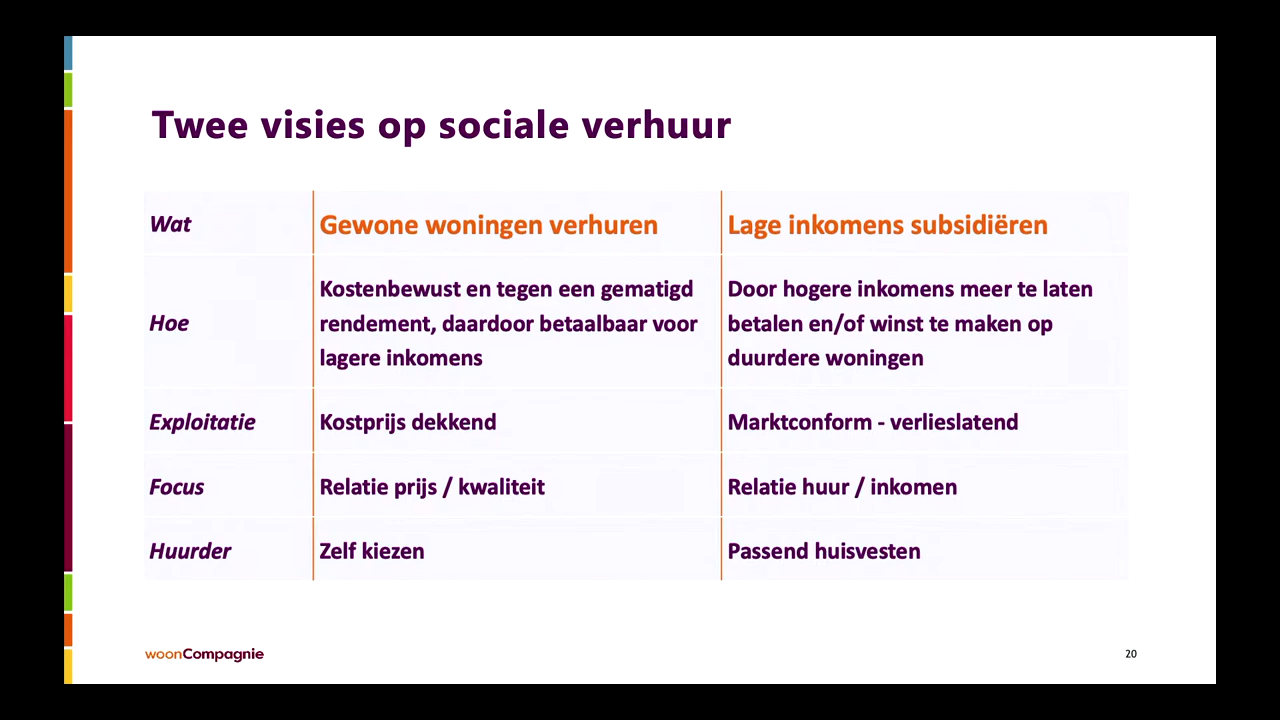 Twee visies op sociale verhuur
Wat
Gewone woningen verhuren
Lage inkomens subsidiëren
Hoe
Kostenbewust en tegen een gematigd
rendement, daardoor betaalbaar voor
lagere inkomens
Door hogere inkomens meer te laten
betalen en/of winst te maken op
duurdere woningen
Exploitatie
Kostprijs dekkend
Marktconform - verlieslatend
Focus
Relatie prijs / kwaliteit
Relatie huur / inkomen
Huurder
Zelf kiezen
Passend huisvesten
woonCompagnie
20